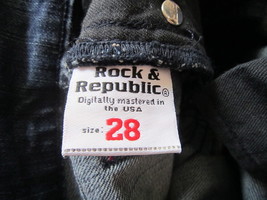 Rock &
Republic®
Digitally mastered in
the USA
size: 28